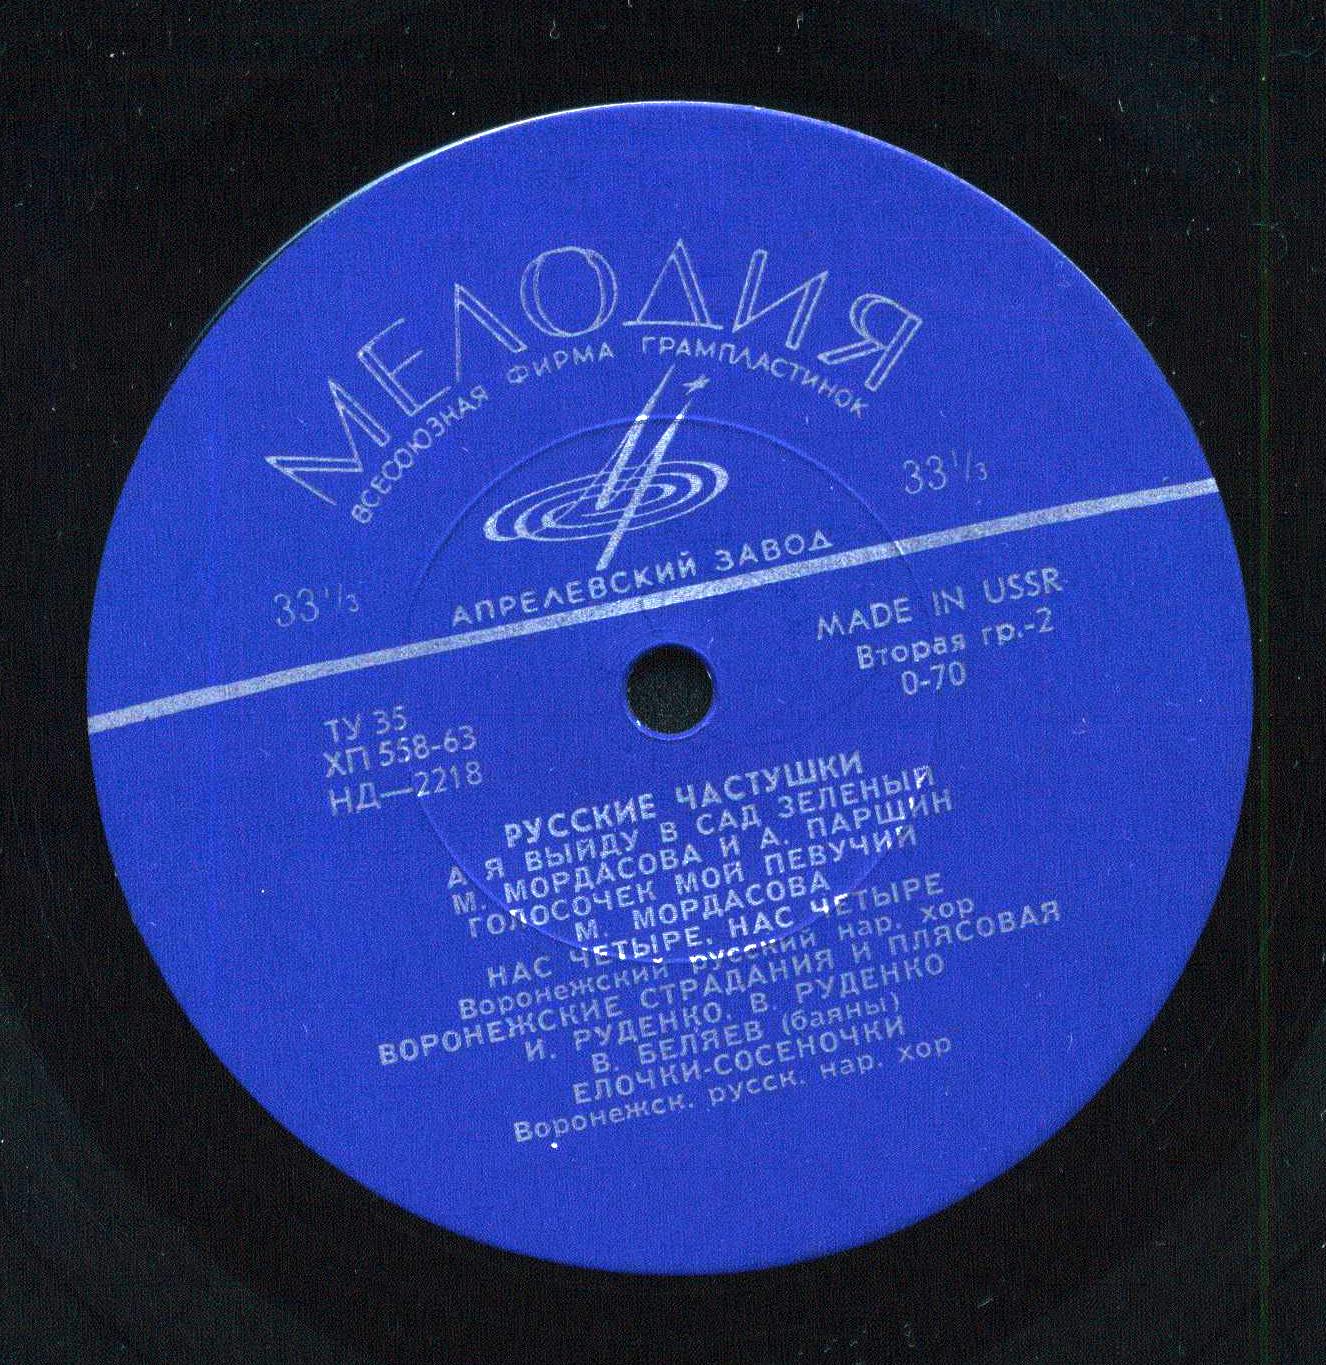 МЕЛОДИЯ
ВСЕСОЮЗНАЯ ФИРМА ГРАМПЛАСТИНОК
33⅓
33⅓
АПРЕЛЕВСКИЙ ЗАВОД
MADE IN USSR
Вторая гр.-2
0-70
ТУ 35
ХП 558-63
НД—2218
РУССКИЕ ЧАСТУШКИ
А Я ВЫЙДУ В САД ЗЕЛЕНЫЙ
М. МОРДАСОВА И А. ПАРШИН
ГОЛОСОЧЕК МОЙ ПЕВУЧИЙ
М. МОРДАСОВА
НАС ЧЕТЫРЕ, НАС ЧЕТЫРЕ
Воронежский русский нар. хор
ВОРОНЕЖСКИЕ СТРАДАНИЯ И ПЛЯСОВАЯ
И. РУДЕНКО, В. РУДЕНКО
В. БЕЛЯЕВ (баяны)
ЕЛОЧКИ-СОСЕНОЧКИ
Воронежск. русск. нар. хор